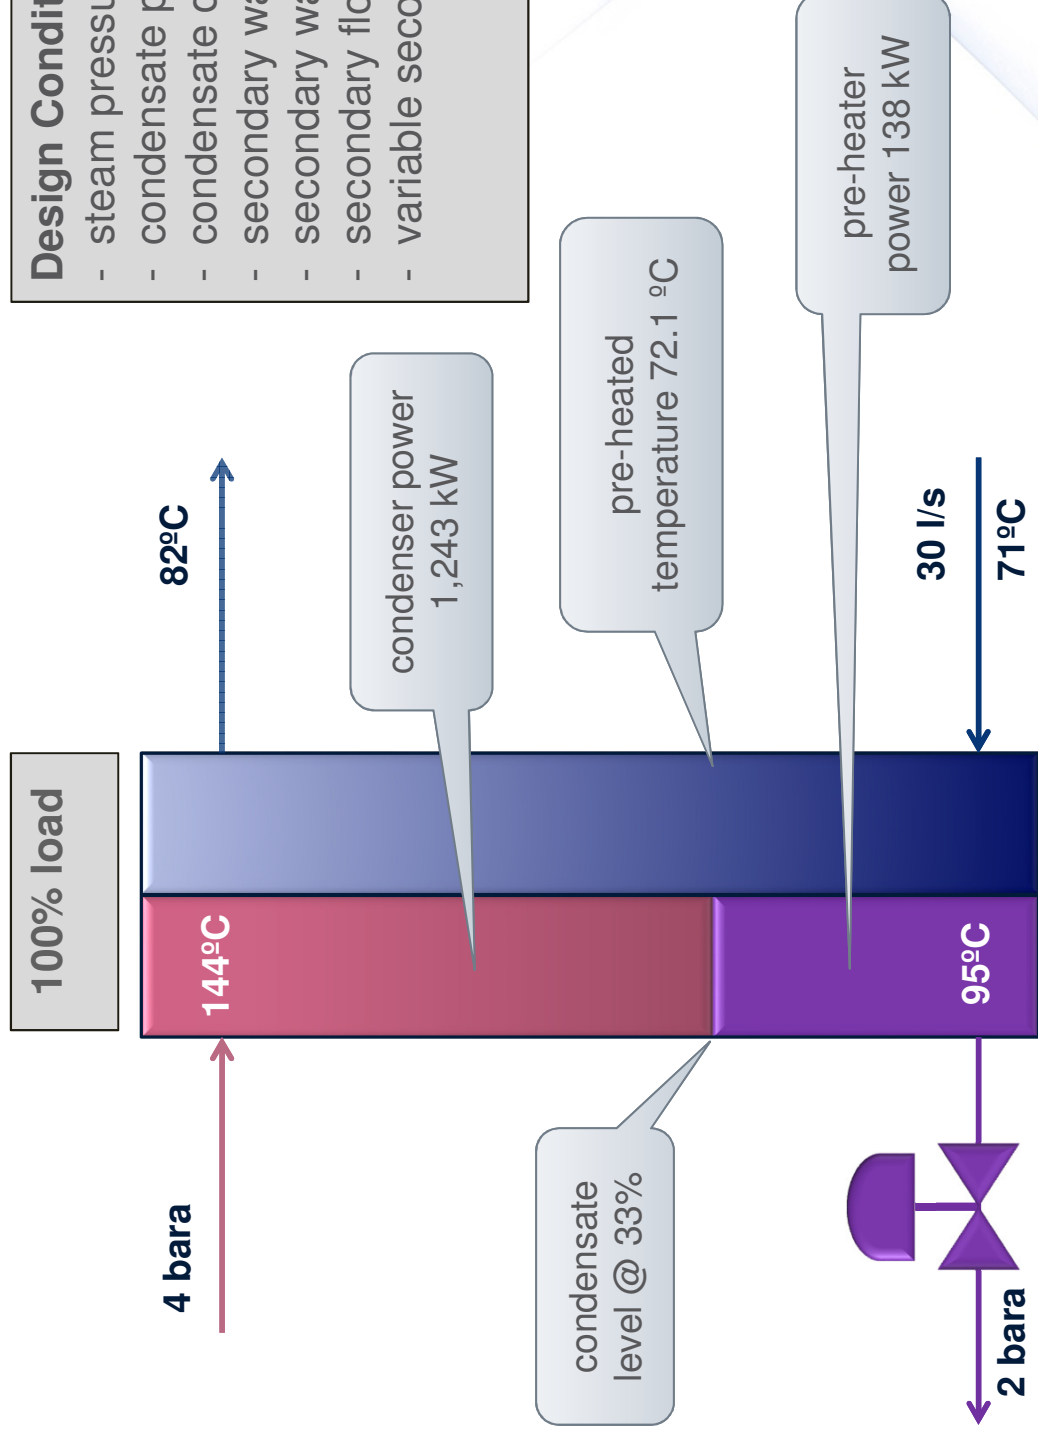 100% load
Design Condit
- steam pressu
- condensate p
- condensate
- secondary wa
- secondary wa
- secondary flo
- variable seco
4 bara
144ºC
82ºC
condenser power
1,243 kW
condensate
level @ 33%
pre-heated
temperature 72.1 ºC
pre-heater
power 138 kW
2 bara
95ºC
30 l/s
71ºC